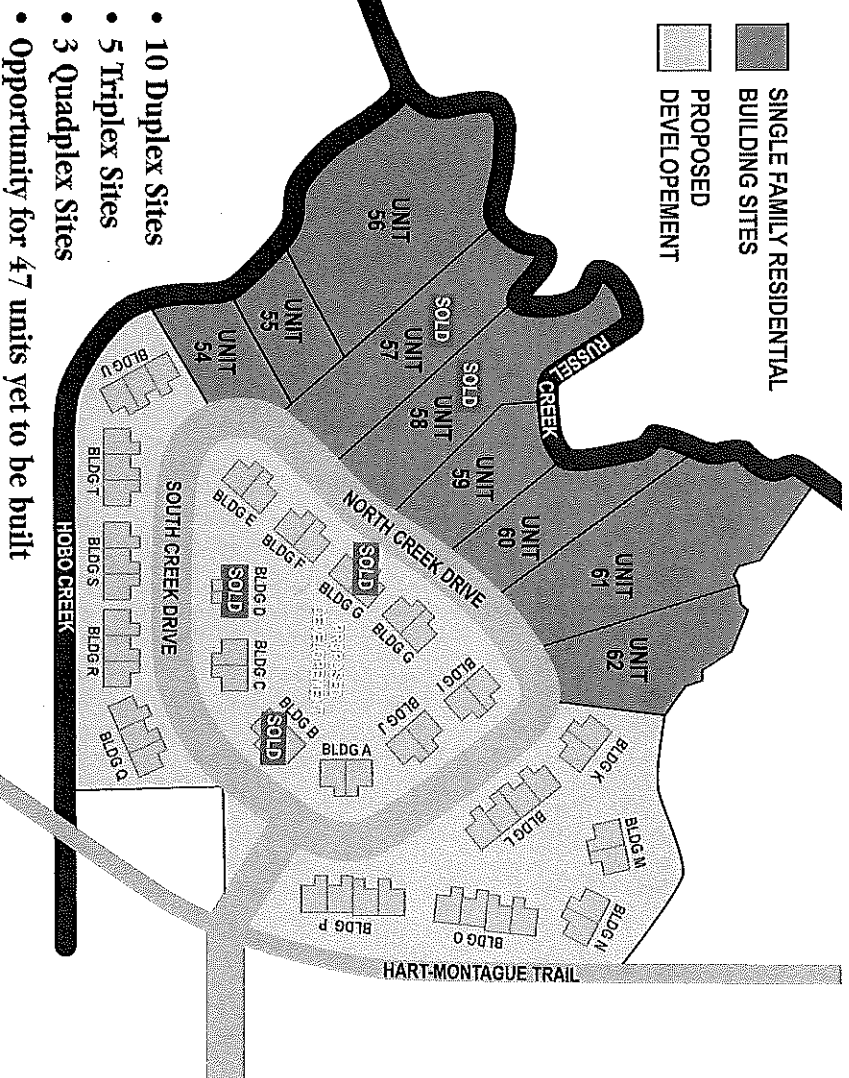 SINGLE FAMILY RESIDENTIAL
BUILDING SITES
PROPOSED
DEVELOPEMENT
RUSSEL
CREEK
UNIT
56
UNIT
55
UNIT
54
SOLD
UNIT
57
SOLD
UNIT
58
UNIT
59
UNIT
60
UNIT
61
UNIT
62
NORTH CREEK DRIVE
SOUTH CREEK DRIVE
HOBO CREEK
HART-MONTAGUE TRAIL
BLDG E
BLDG F
SOLD
BLDG G
BLDG G
BLDG I
BLDG J
BLDG D
SOLD
BLDG C
BLDG B
SOLD
BLDG A
BLDG K
BLDG L
BLDG M
BLDG N
BLDG O
BLDG P
BLDG Q
BLDG R
BLDG S
BLDG T
BLDG U
• 10 Duplex Sites
• 5 Triplex Sites
• 3 Quadplex Sites
• Opportunity for 47 units yet to be built